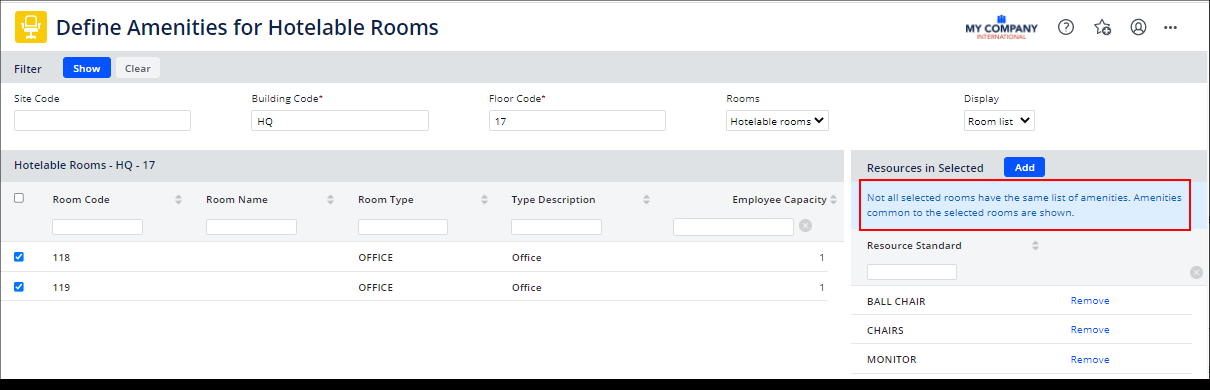 Define Amenities for Hotelable Rooms
MY COMPANY
INTERNATIONAL
Filter
Show
Clear
Site Code
Building Code*
Floor Code*
Rooms
Display
HQ
17
Hotelable rooms
Room list
Hotelable Rooms - HQ - 17
Room Code
Room Name
Room Type
Type Description
Employee Capacity
118
OFFICE
Office
1
119
OFFICE
Office
1
Resources in Selected
Add
Not all selected rooms have the same list of amenities. Amenities
common to the selected rooms are shown.
Resource Standard
BALL CHAIR
Remove
CHAIRS
Remove
MONITOR
Remove